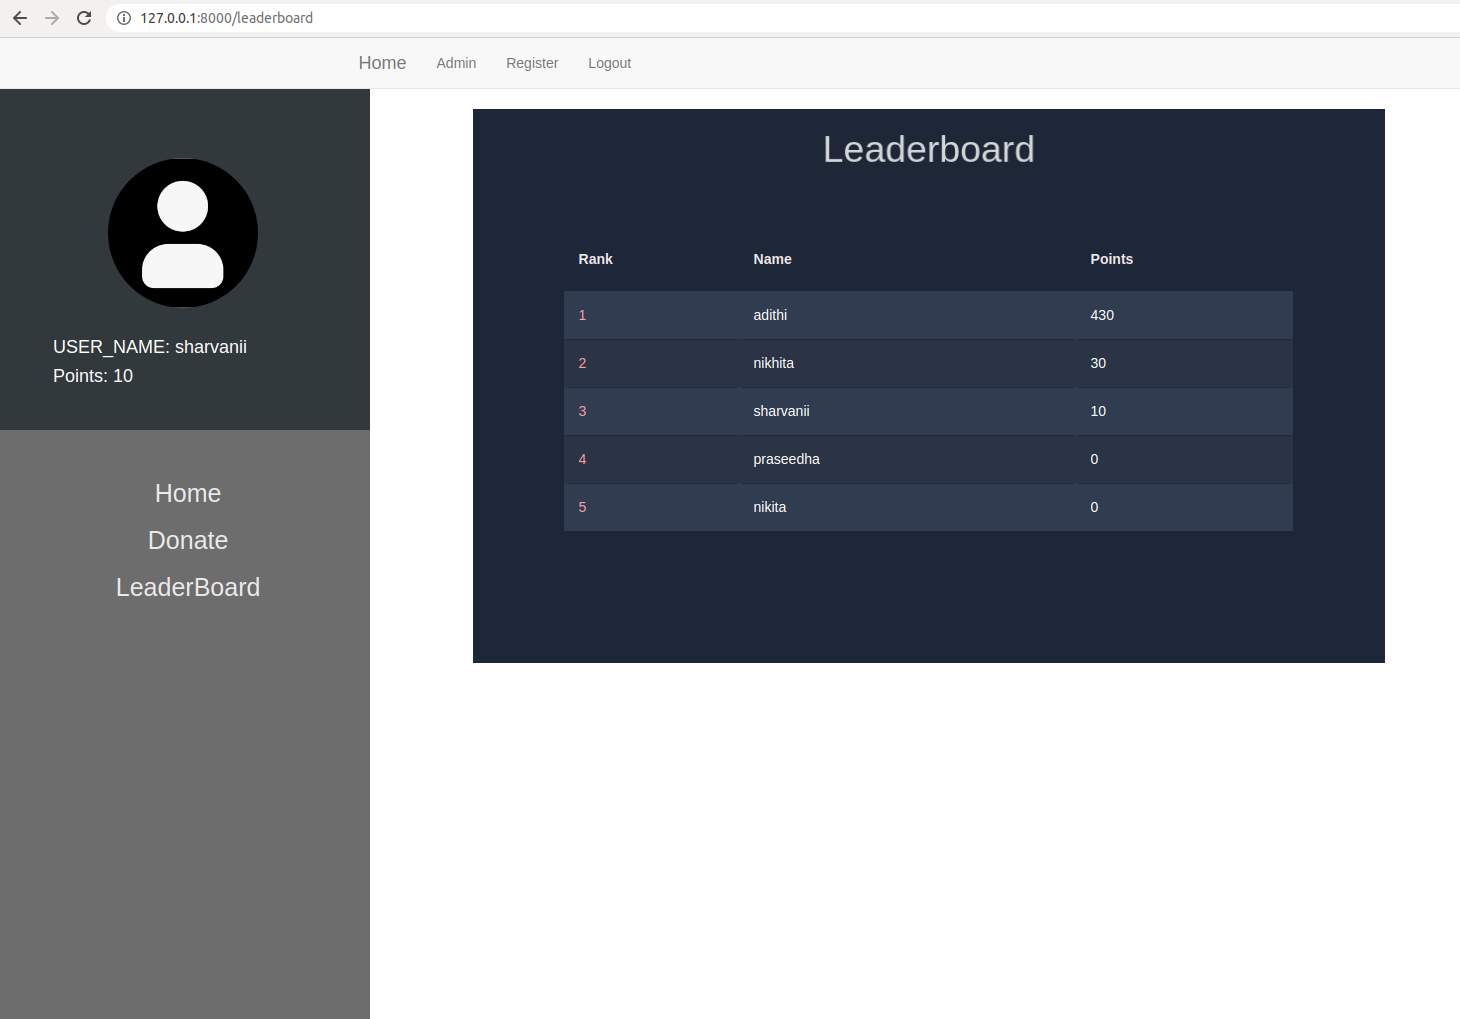 127.0.0.1:8000/leaderboard
Home Admin Register Logout
USER_NAME: sharvanii
Points: 10
Home
Donate
LeaderBoard
Leaderboard
Rank Name Points
1 adithi 430
2 nikhita 30
3 sharvanii 10
4 praseedha 0
5 nikita 0